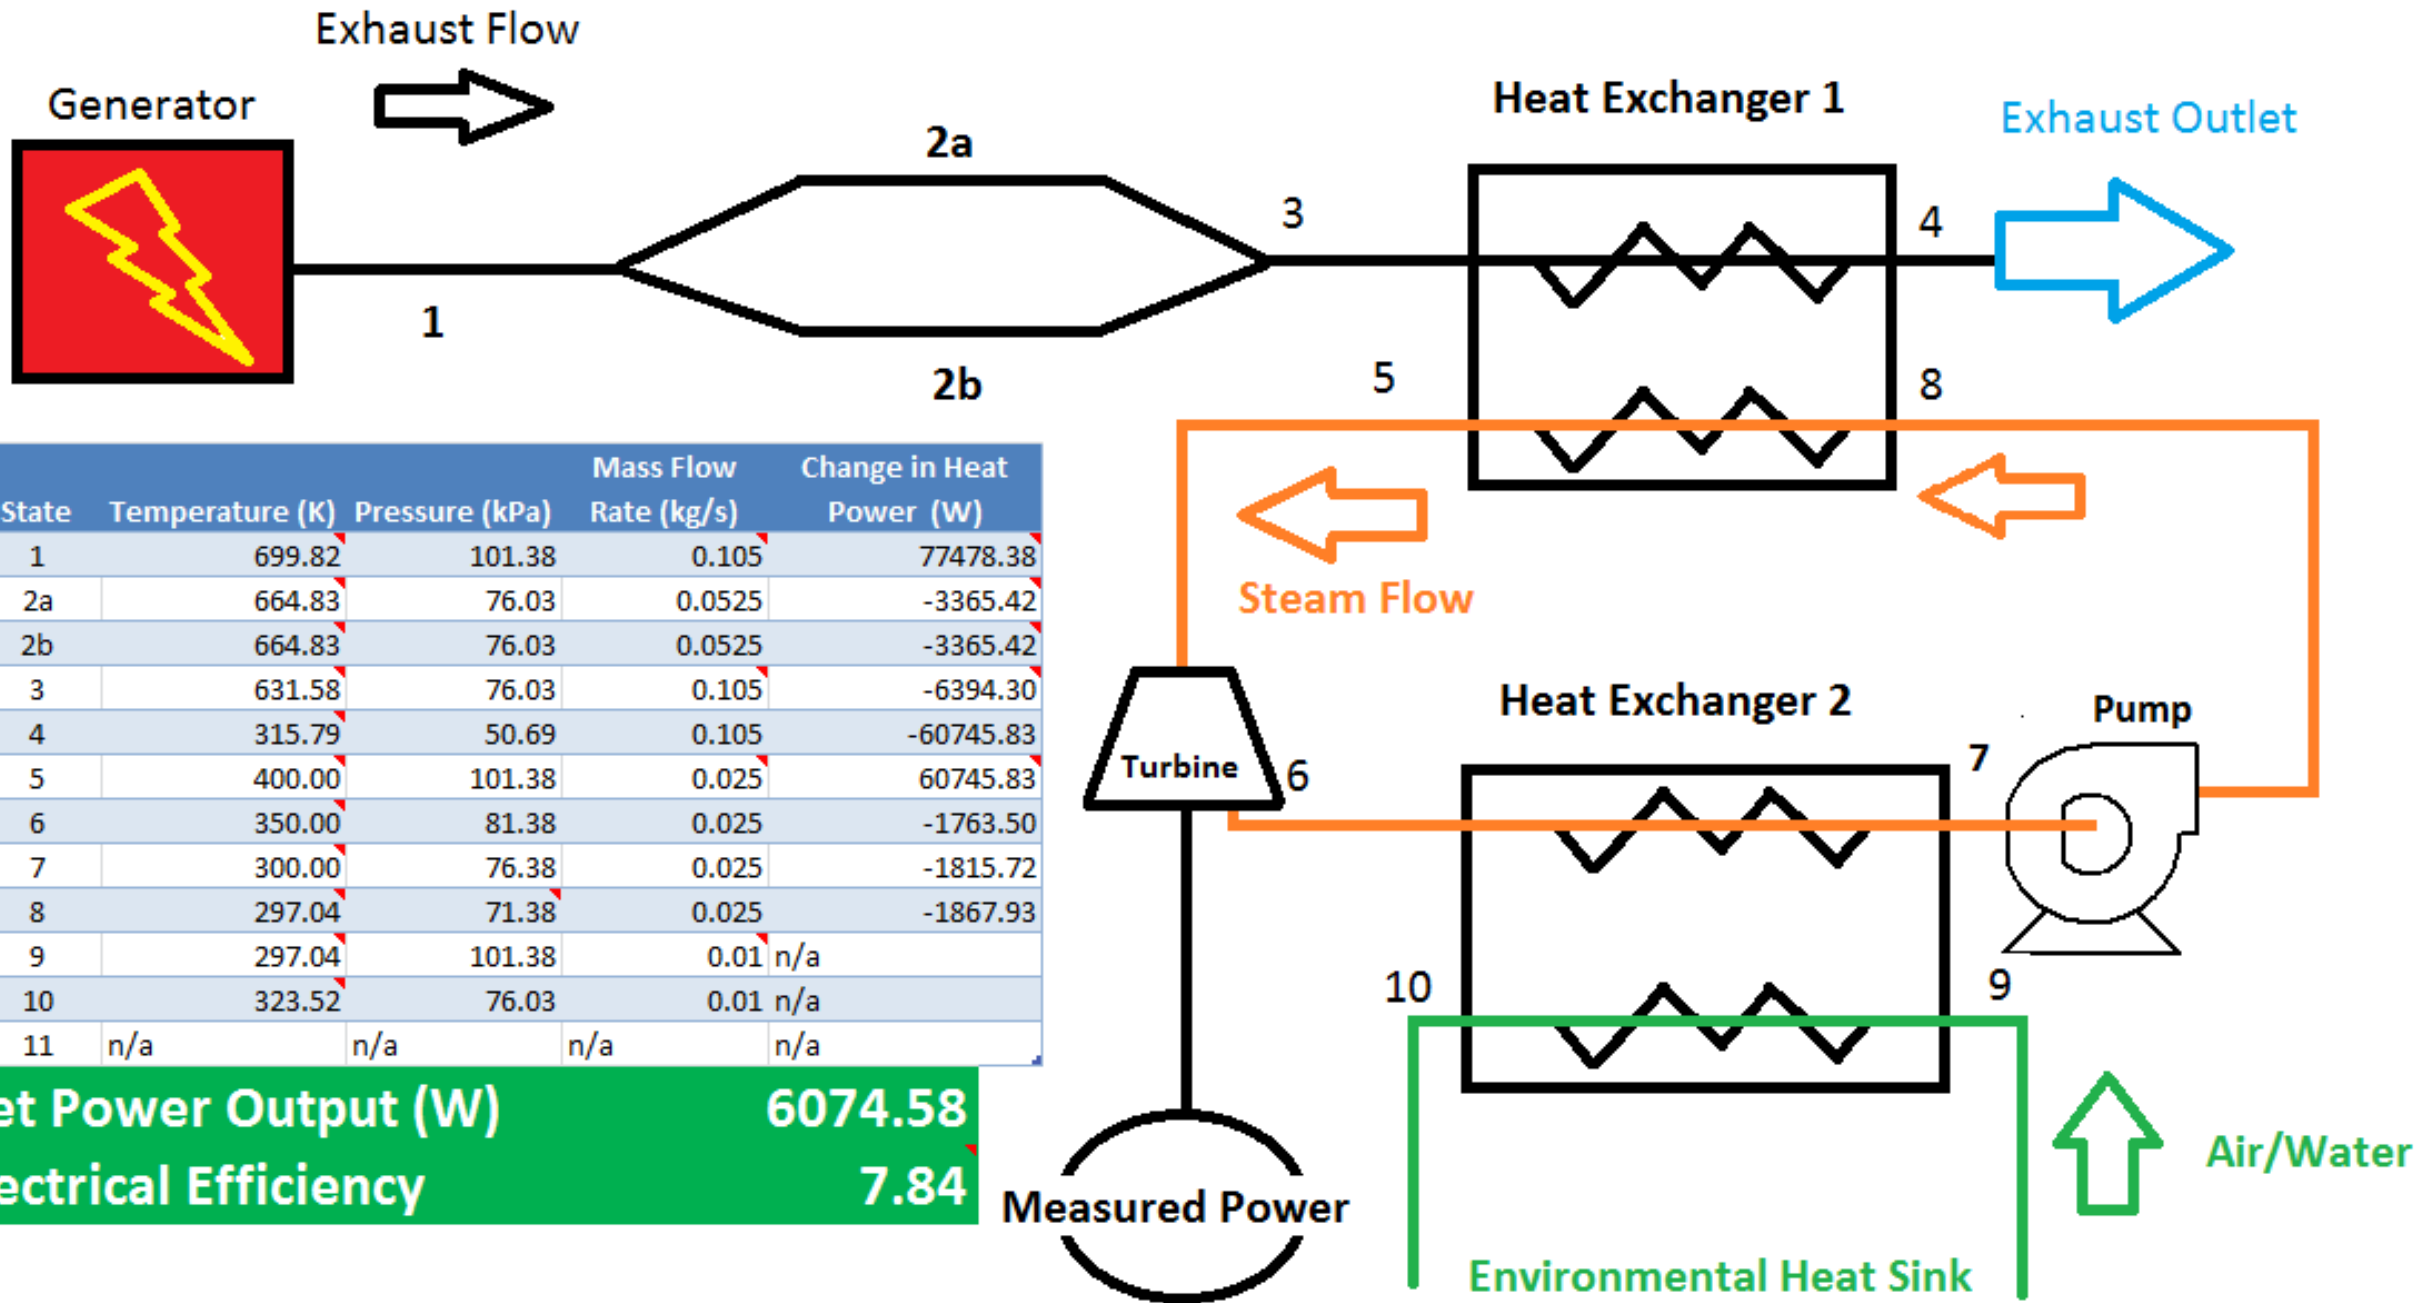 Exhaust Flow
Generator
2a
Heat Exchanger 1
Exhaust Outlet
3
4
1
2b
5
8
Steam Flow
Mass Flow Change in Heat
State Temperature (K) Pressure (kPa) Rate (kg/s) Power (W)
1 699.82 101.38 0.105 77478.38
2a 664.83 76.03 0.0525 -3365.42
2b 664.83 76.03 0.0525 -3365.42
3 631.58 76.03 0.105 -6394.30
4 315.79 50.69 0.105 -60745.83
5 400.00 101.38 0.025 60745.83
6 350.00 81.38 0.025 -1763.50
7 300.00 76.38 0.025 -1815.72
8 297.04 71.38 0.025 -1867.93
9 297.04 101.38 0.01 n/a
10 323.52 76.03 0.01 n/a
11 n/a n/a n/a n/a
et Power Output (W) 6074.58
ectrical Efficiency 7.84
Turbine
6
Heat Exchanger 2
7
Pump
10
9
Air/Water
Measured Power
Environmental Heat Sink